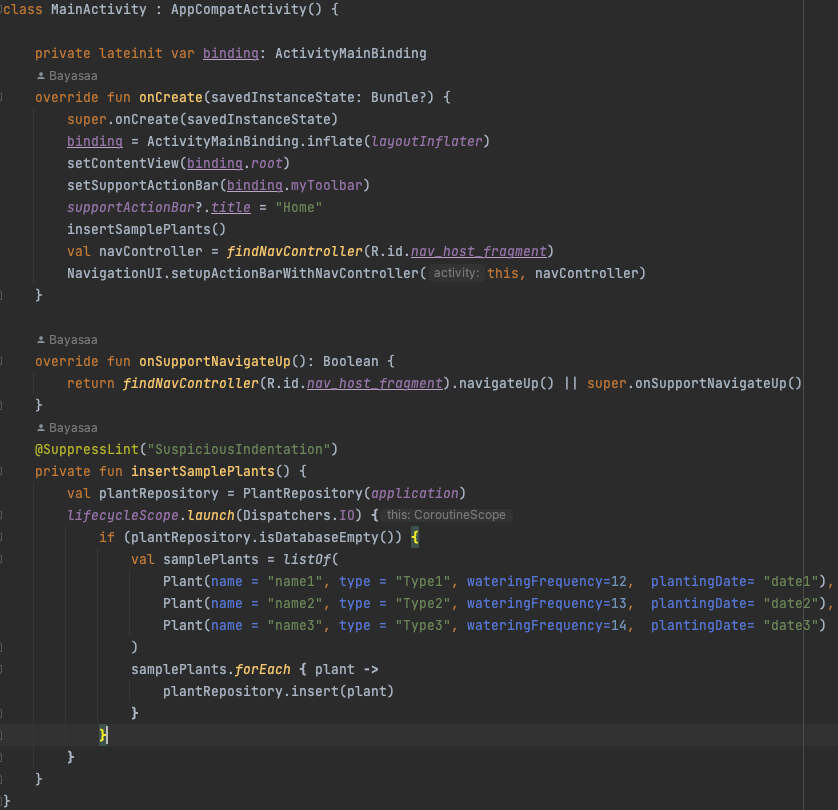 class MainActivity : AppCompatActivity() {
private lateinit var binding: ActivityMainBinding
Bayasaa
override fun onCreate(savedInstanceState: Bundle?) {
super.onCreate(savedInstanceState)
binding = ActivityMainBinding.inflate(layoutInflater)
setContentView(binding.root)
setSupportActionBar(binding.myToolbar)
supportActionBar?.title = "Home"
insertSamplePlants()
val navController = findNavController(R.id.nav_host_fragment)
NavigationUI.setupActionBarWithNavController( activity: this, navController)
}
Bayasaa
override fun onSupportNavigateUp(): Boolean {
return findNavController(R.id.nav_host_fragment).navigateUp() || super.onSupportNavigateUp()
}
Bayasaa
@SuppressLint("SuspiciousIndentation")
private fun insertSamplePlants() {
val plantRepository = PlantRepository(application)
lifecycleScope.launch(Dispatchers.IO) { this: CoroutineScope
if (plantRepository.isDatabaseEmpty()) {
val samplePlants = listOf(
Plant(name = "name1", type = "Type1", wateringFrequency=12,  plantingDate= "date1"),
Plant(name = "name2", type = "Type2", wateringFrequency=13,  plantingDate= "date2"),
Plant(name = "name3", type = "Type3", wateringFrequency=14,  plantingDate= "date3")
)
samplePlants.forEach { plant ->
plantRepository.insert(plant)
}
}
}
}
}